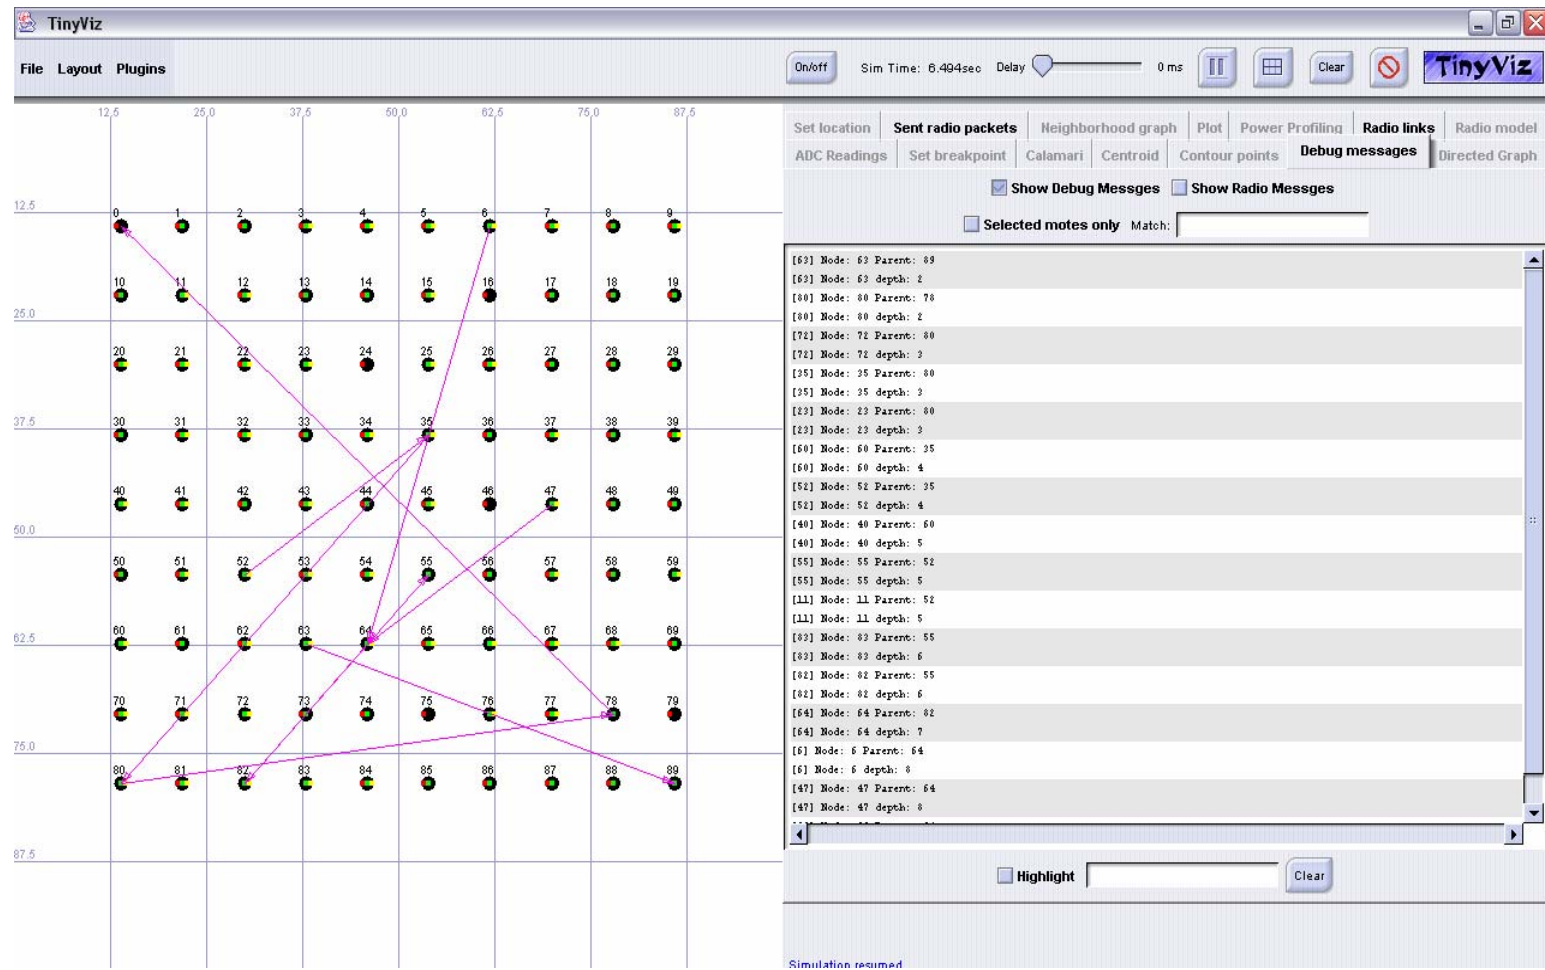 TinyViz
File Layout Plugins
On/off Sim Time: 6.494sec Delay 0 ms Clear TinyViz
12.5 25.0 37.5 50.0 62.5 75.0 87.5
12.5
0 1 2 3 4 5 6 7 8 9
10 11 12 13 14 15 16 17 18 19
25.0
20 21 22 23 24 25 26 27 28 29
37.5
30 31 32 33 34 35 36 37 38 39
40 41 42 43 44 45 46 47 48 49
50.0
50 51 52 53 54 55 56 57 58 59
62.5
60 61 62 63 64 65 66 67 68 69
70 71 72 73 74 75 76 77 78 79
75.0
80 81 82 83 84 85 86 87 88 89
87.5
Set location Sent radio packets Neighborhood graph Plot Power Profiling Radio links Radio model
ADC Readings Set breakpoint Calamari Centroid Contour points Debug messages Directed Graph
Show Debug Messges Show Radio Messges
Selected motes only Match:
[63] Node: 63 Parent: 89
[63] Node: 63 depth: 2
[80] Node: 80 Parent: 78
[80] Node: 80 depth: 2
[72] Node: 72 Parent: 80
[72] Node: 72 depth: 3
[35] Node: 35 Parent: 80
[35] Node: 35 depth: 3
[23] Node: 23 Parent: 80
[23] Node: 23 depth: 3
[60] Node: 60 Parent: 35
[60] Node: 60 depth: 4
[52] Node: 52 Parent: 35
[52] Node: 52 depth: 4
[40] Node: 40 Parent: 60
[40] Node: 40 depth: 5
[55] Node: 55 Parent: 52
[55] Node: 55 depth: 5
[11] Node: 11 Parent: 52
[11] Node: 11 depth: 5
[83] Node: 83 Parent: 55
[83] Node: 83 depth: 6
[82] Node: 82 Parent: 55
[82] Node: 82 depth: 6
[64] Node: 64 Parent: 82
[64] Node: 64 depth: 7
[6] Node: 6 Parent: 64
[6] Node: 6 depth: 8
[47] Node: 47 Parent: 64
[47] Node: 47 depth: 8
Highlight Clear
Simulation resumed